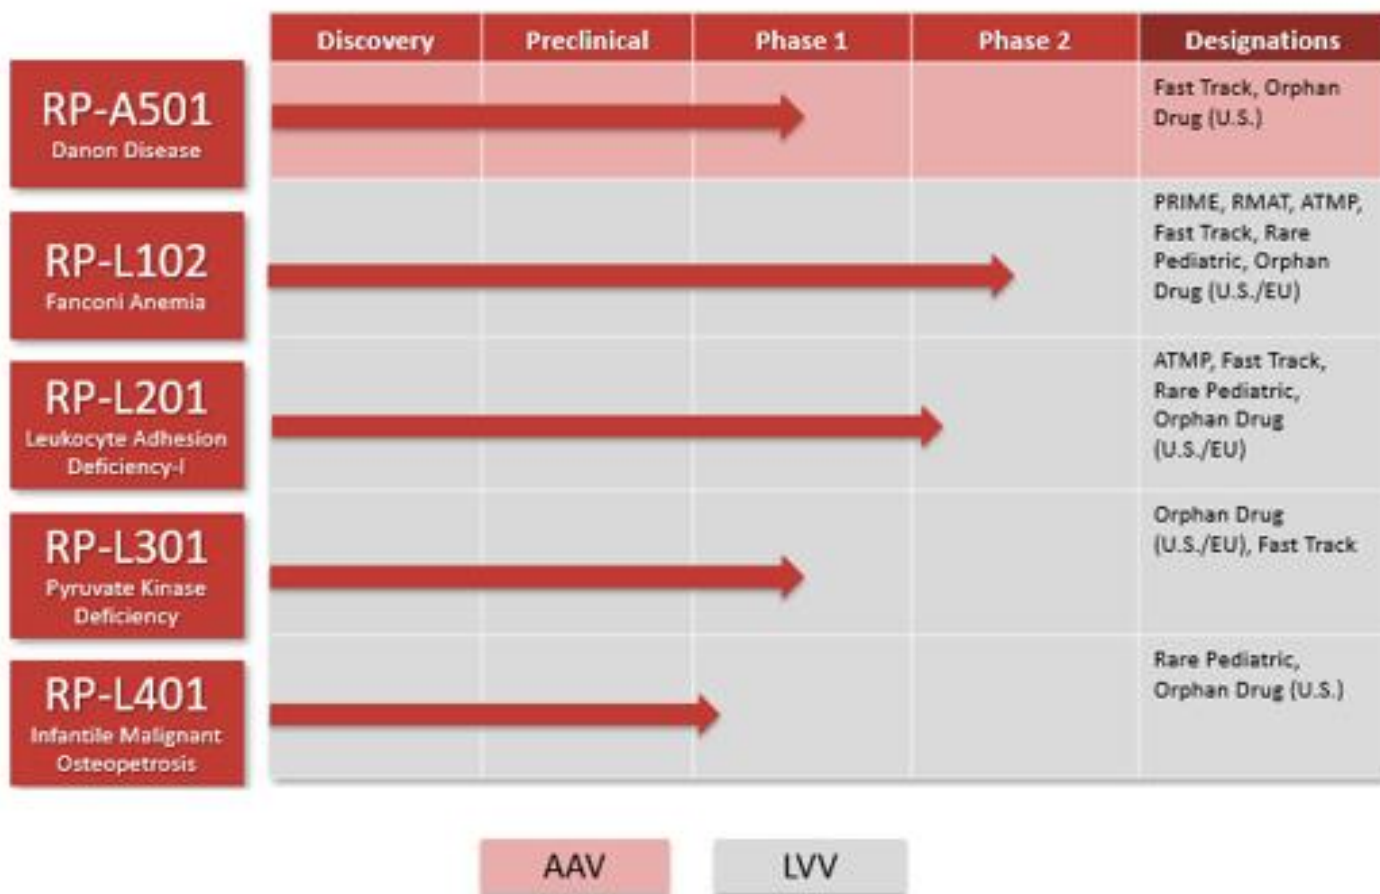 Discovery Preclinical Phase 1 Phase 2 Designations
RP-A501
Danon Disease
Fast Track, Orphan
Drug (U.S.)
RP-L102
Fanconi Anemia
PRIME, RMAT, ATMP,
Fast Track, Rare
Pediatric, Orphan
Drug (U.S./EU)
RP-L201
Leukocyte Adhesion
Deficiency-I
ATMP, Fast Track,
Rare Pediatric,
Orphan Drug
(U.S./EU)
RP-L301
Pyruvate Kinase
Deficiency
Orphan Drug
(U.S./EU), Fast Track
RP-L401
Infantile Malignant
Osteopetrosis
Rare Pediatric,
Orphan Drug (U.S.)
AAV LVV